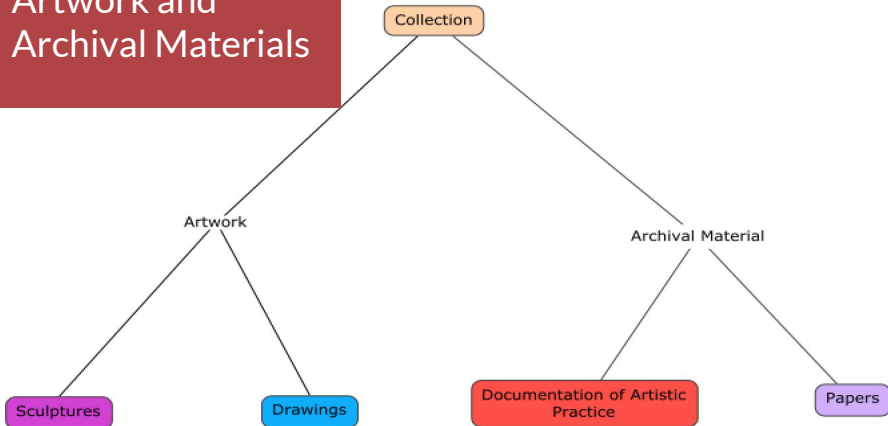 Artwork and
Archival Materials
Collection
Artwork
Archival Material
Sculptures
Drawings
Documentation of Artistic
Practice
Papers